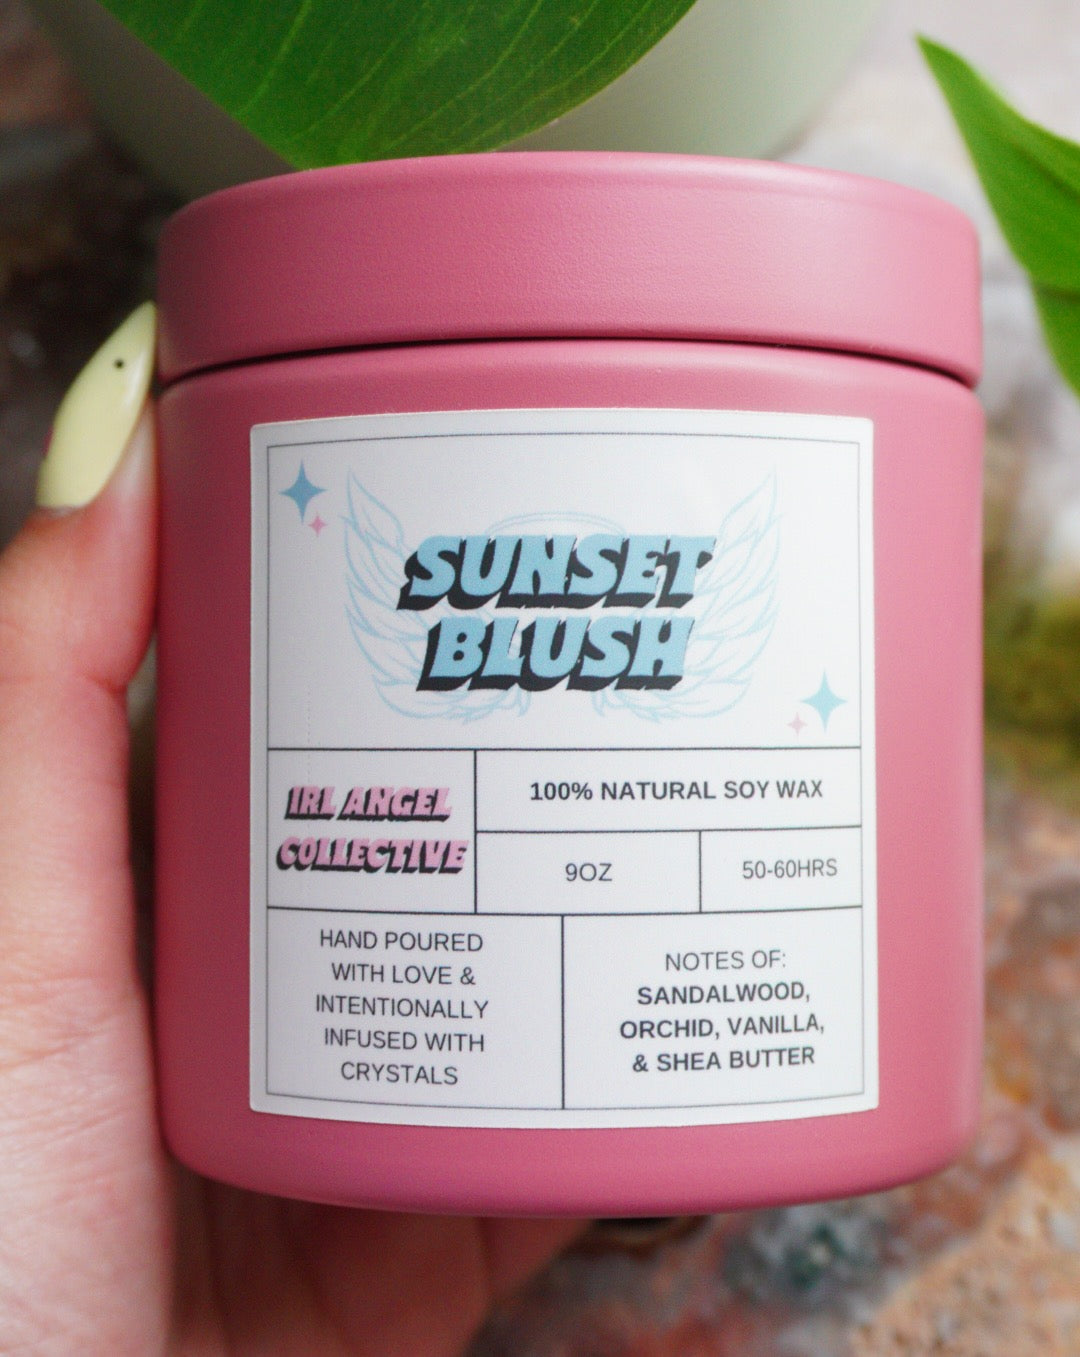 SUNSET
BLUSH
IRL ANGEL
COLLECTIVE
100% NATURAL SOY WAX
9OZ
50-60HRS
HAND POURED
WITH LOVE &
INTENTIONALLY
INFUSED WITH
CRYSTALS
NOTES OF:
SANDALWOOD,
ORCHID, VANILLA,
& SHEA BUTTER